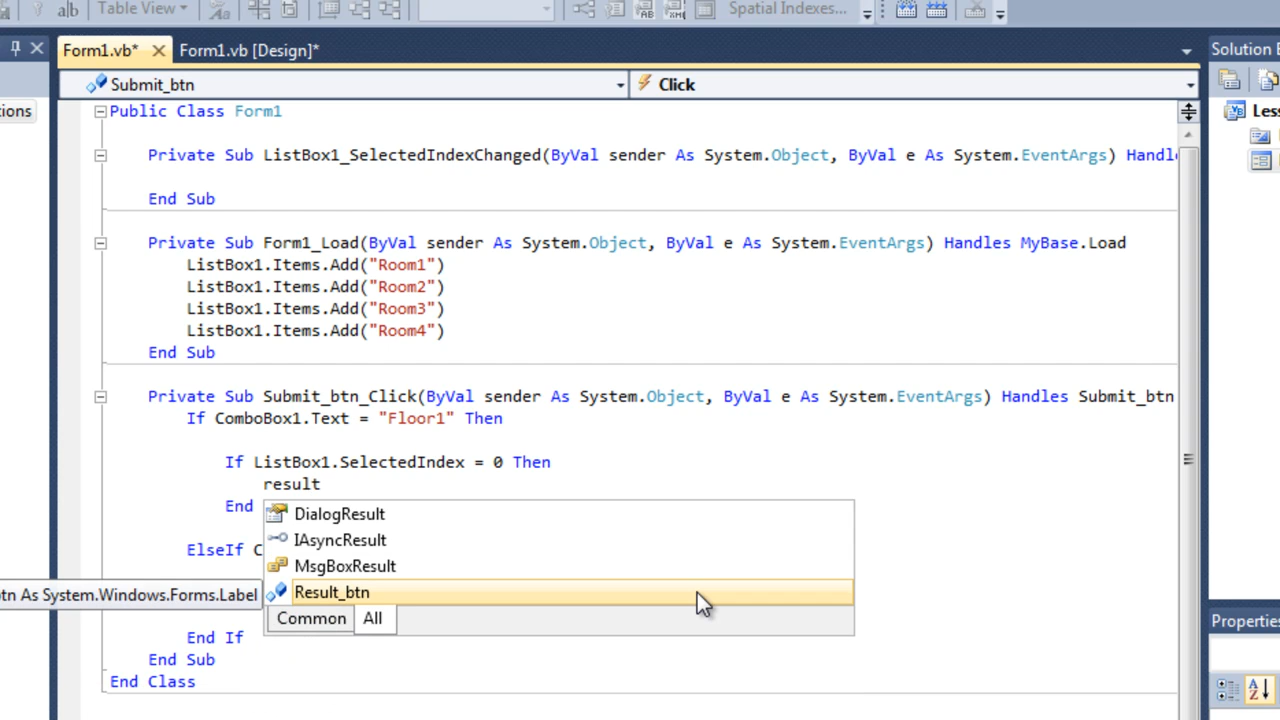 alb Table View Spatial Indexes...
Form1.vb* Form1.vb [Design]* Solution E
Submit_btn Click
tions
Public Class Form1
Less
Private Sub ListBox1_SelectedIndexChanged(ByVal sender As System.Object, ByVal e As System.EventArgs) Handl
End Sub
Private Sub Form1_Load(ByVal sender As System.Object, ByVal e As System.EventArgs) Handles MyBase.Load
ListBox1.Items.Add("Room1")
ListBox1.Items.Add("Room2")
ListBox1.Items.Add("Room3")
ListBox1.Items.Add("Room4")
End Sub
Private Sub Submit_btn_Click(ByVal sender As System.Object, ByVal e As System.EventArgs) Handles Submit_btn
If ComboBox1.Text = "Floor1" Then
If ListBox1.SelectedIndex = 0 Then
result
End
DialogResult
IAsyncResult
ElseIf C
MsgBoxResult
Result_btn
tn As System.Windows.Forms.Label
Common All
Properties
End If
End Sub
End Class